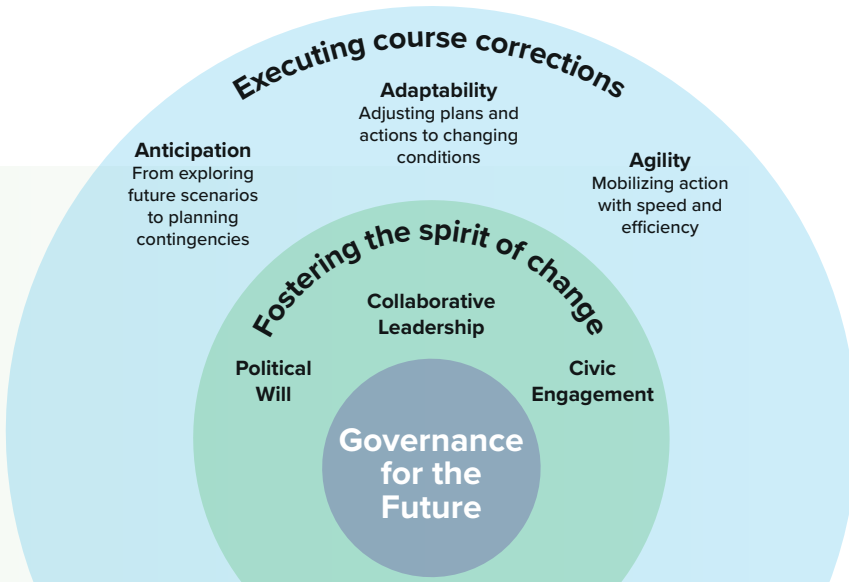 Executing course corrections
Anticipation
From exploring
future scenarios
to planning
contingencies
Adaptability
Adjusting plans and
actions to changing
conditions
Agility
Mobilizing action
with speed and
efficiency
Fostering the spirit of change
Political
Will
Collaborative
Leadership
Civic
Engagement
Governance
for the
Future